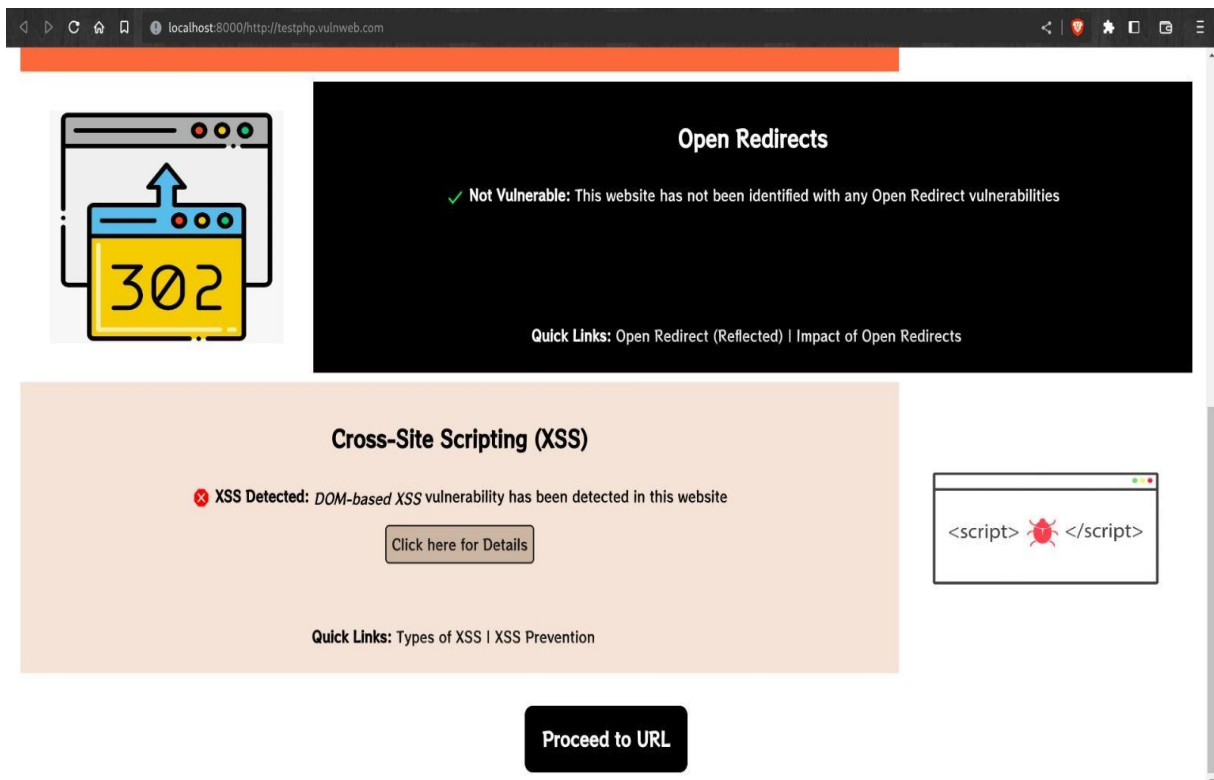 localhost:8000/http://testphp.vulnweb.com
302
Open Redirects
Not Vulnerable: This website has not been identified with any Open Redirect vulnerabilities
Quick Links: Open Redirect (Reflected) | Impact of Open Redirects
Cross-Site Scripting (XSS)
XSS Detected: DOM-based XSS vulnerability has been detected in this website
Click here for Details
Quick Links: Types of XSS | XSS Prevention
<script> </script>
Proceed to URL